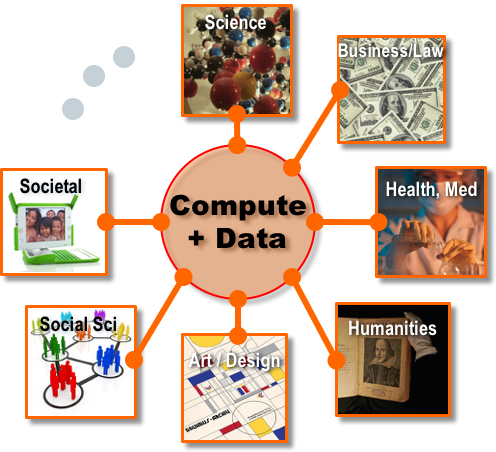 Science
Business/Law
Societal
Health, Med
Compute
+ Data
Social Sci
Humanities
Art / Design